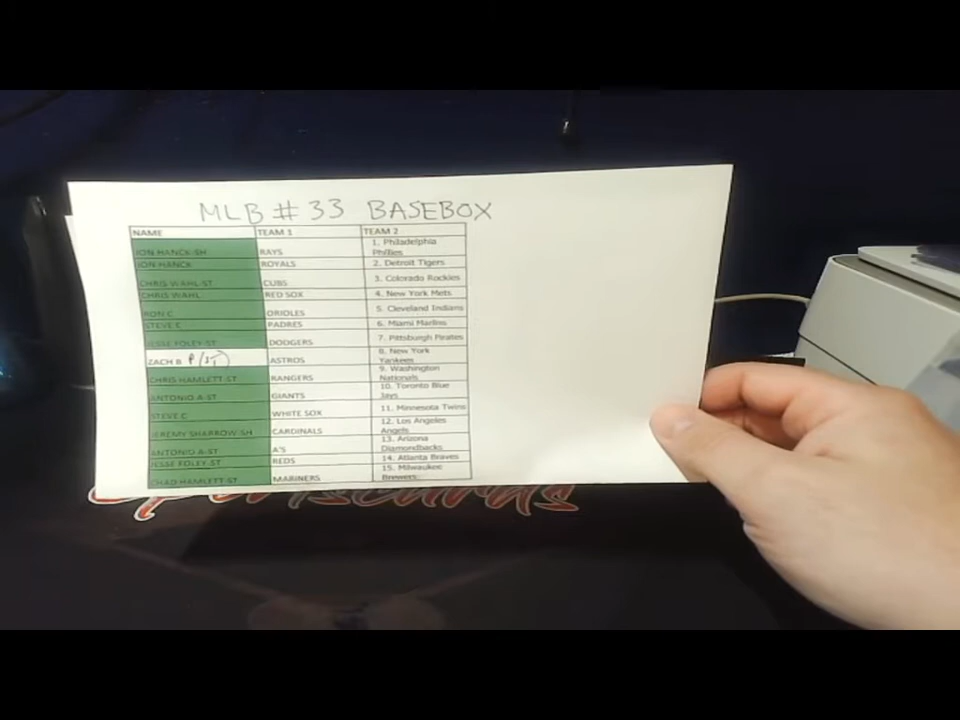 MLB # 33 BASEBOX
NAME TEAM 1 TEAM 2
JON HANCK-SH RAYS 1. Philadelphia Phillies
JON HANCK ROYALS 2. Detroit Tigers
CHRIS WAHL-ST CUBS 3. Colorado Rockies
CHRIS WAHL RED SOX 4. New York Mets
RON C ORIOLES 5. Cleveland Indians
STEVE C PADRES 6. Miami Marlins
JESSE FOLEY-ST DODGERS 7. Pittsburgh Pirates
ZACH B P/ST ASTROS 8. New York Yankees
CHRIS HAMLETT-ST RANGERS 9. Washington Nationals
ANTONIO A-ST GIANTS 10. Toronto Blue Jays
STEVE C WHITE SOX 11. Minnesota Twins
JEREMY SHARROW-SH CARDINALS 12. Los Angeles Angels
ANTONIO A-ST A'S 13. Arizona Diamondbacks
JESSE FOLEY-ST REDS 14. Atlanta Braves
CHAD HAMLETT-ST MARINERS 15. Milwaukee Brewers